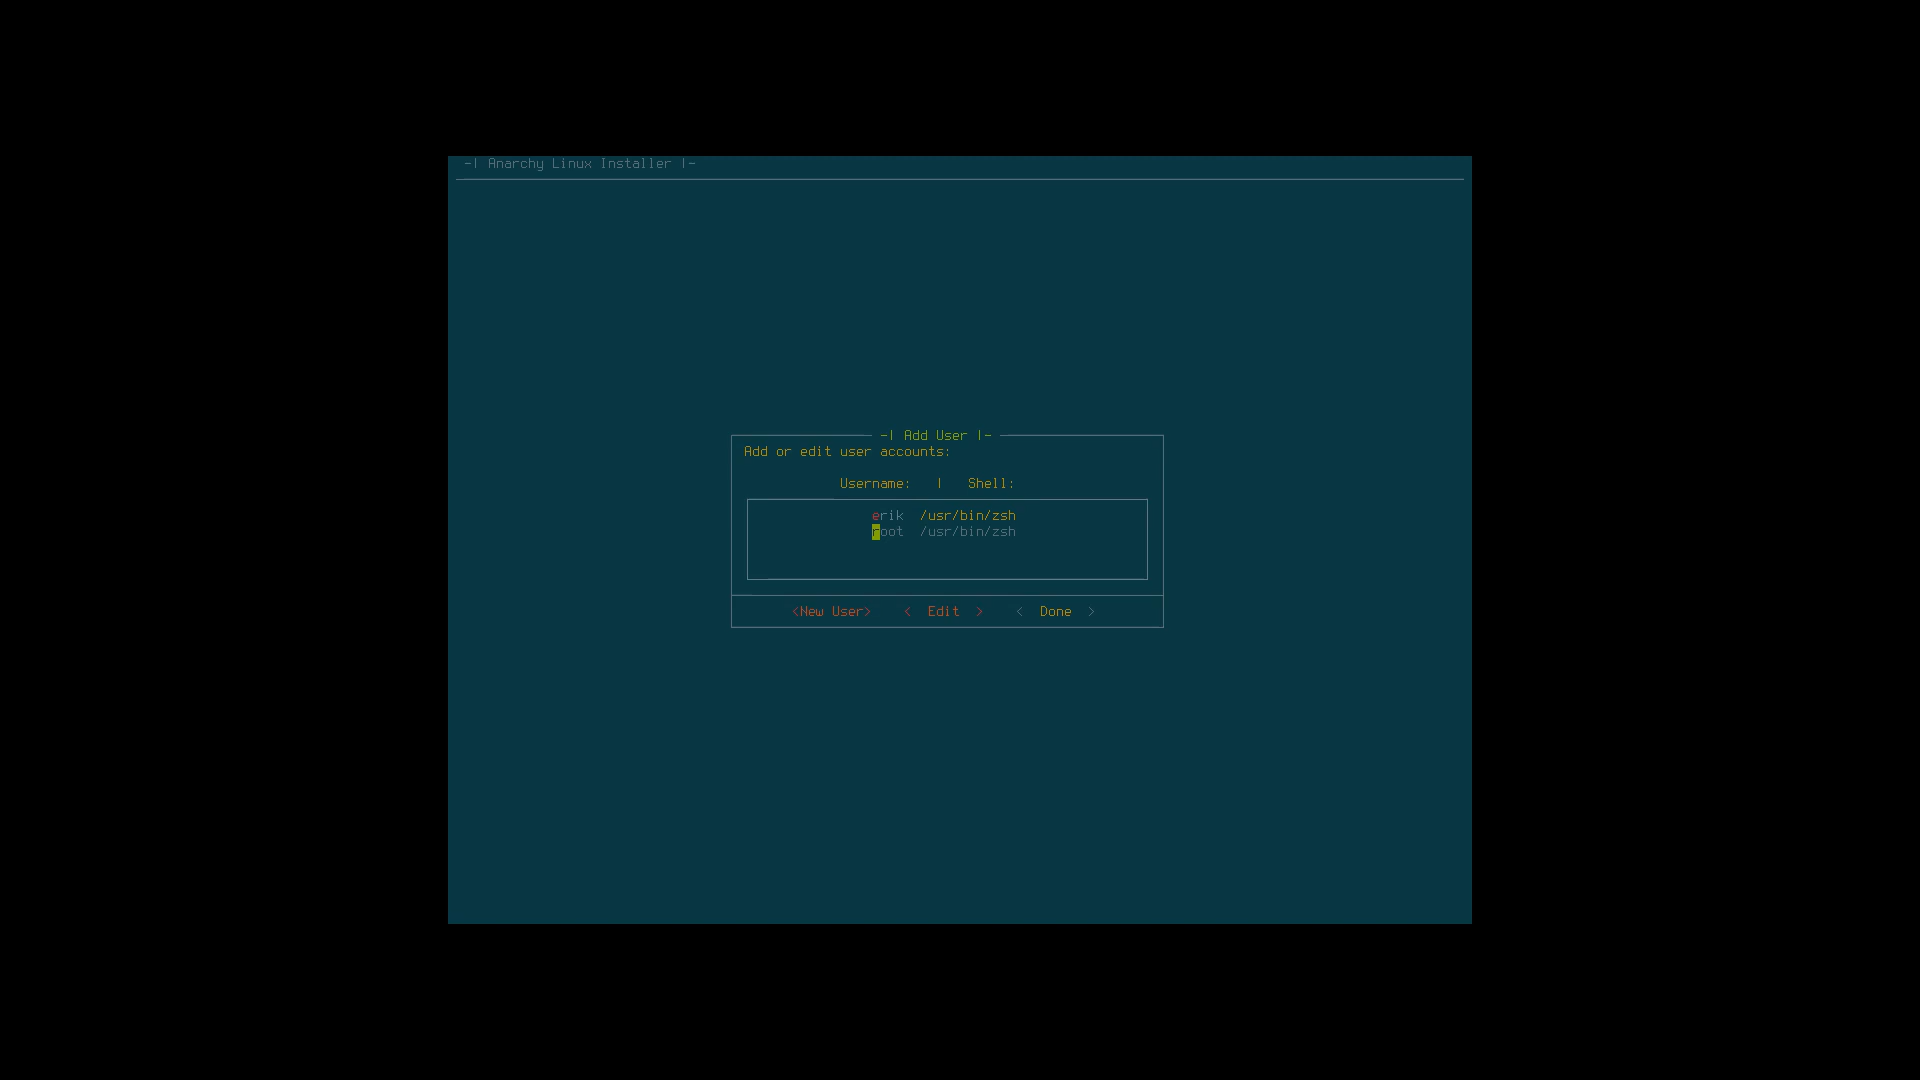 -| Anarchy Linux Installer |-
-| Add User |-
Add or edit user accounts:
Username: | Shell:
erik /usr/bin/zsh
root /usr/bin/zsh
<New User> < Edit > < Done >